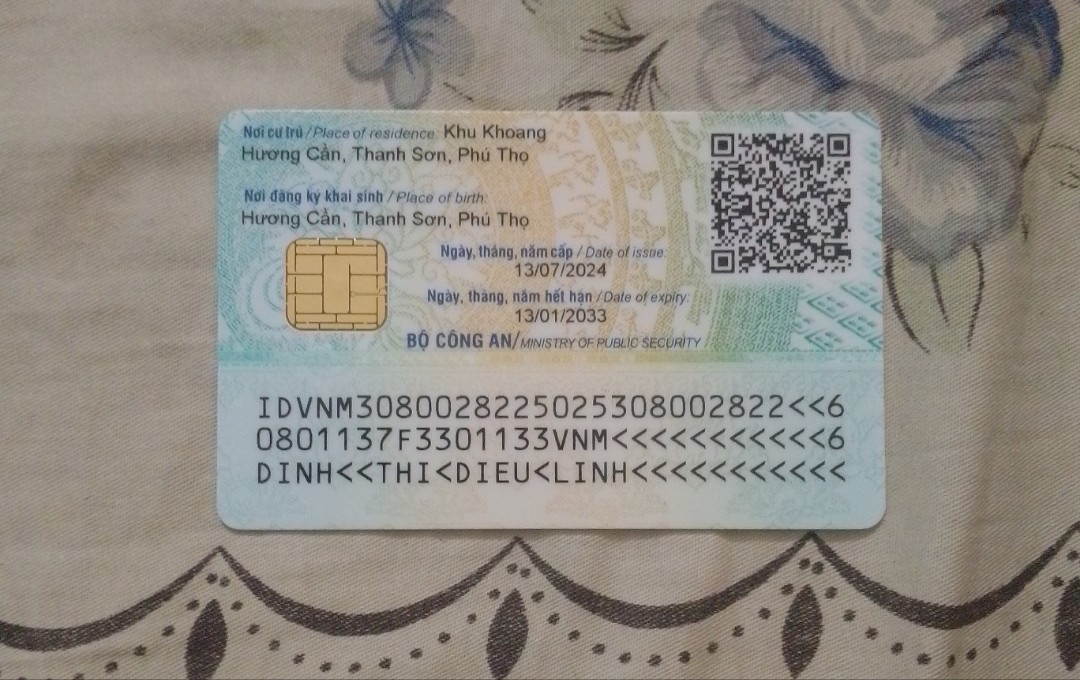 Nơi cư trú / Place of residence: Khu Khoang
Hương Cần, Thanh Sơn, Phú Thọ
Nơi đăng ký khai sinh / Place of birth:
Hương Cần, Thanh Sơn, Phú Thọ
Ngày, tháng, năm cấp / Date of issue:
13/07/2024
Ngày, tháng, năm hết hạn / Date of expiry:
13/01/2033
BỘ CÔNG AN/MINISTRY OF PUBLIC SECURITY
IDVNM3080028225025308002822<<6
0801137F3301133VNM<<<<<<<<<<<6
DINH<<THI<DIEU<LINH<<<<<<<<<<<